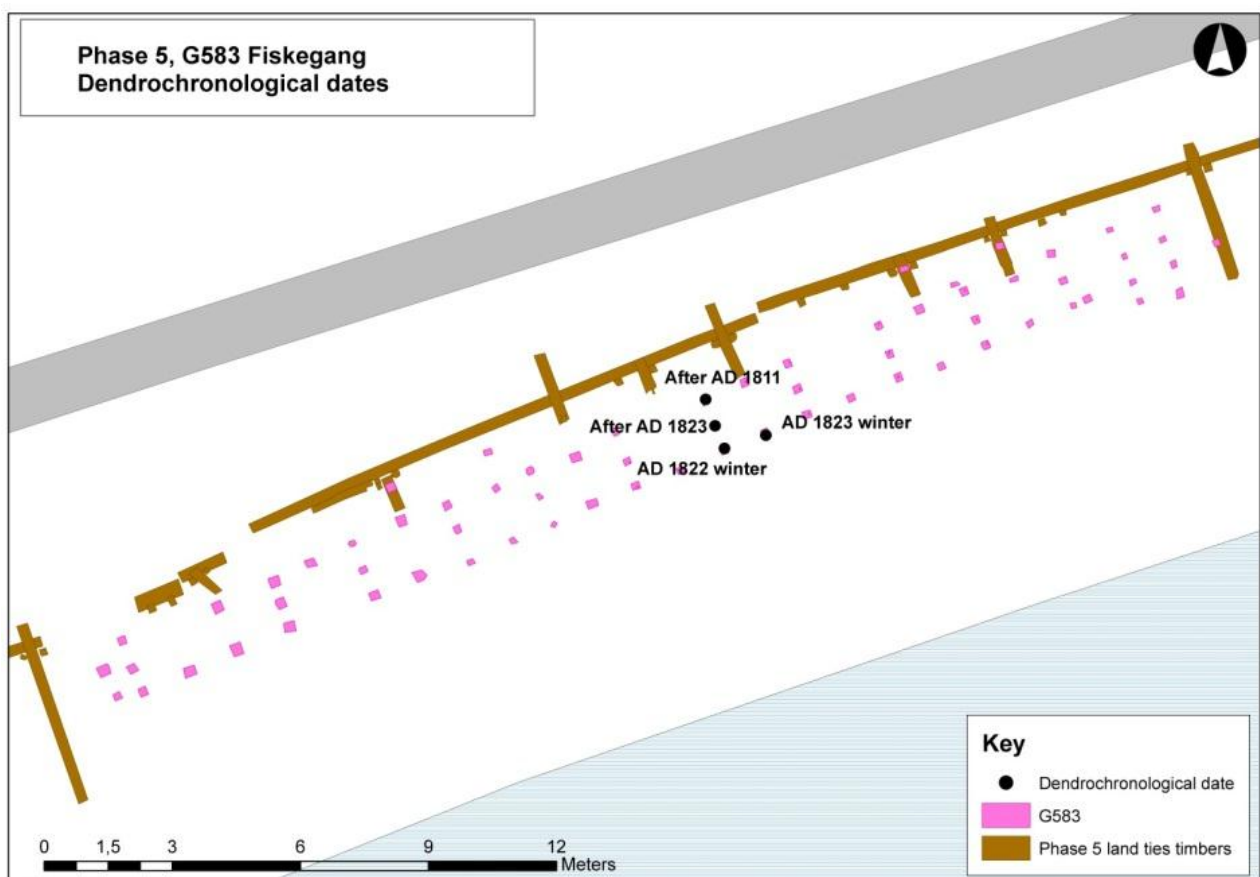 Phase 5, G583 Fiskegang
Dendrochronological dates
After AD 1811
After AD 1823
AD 1823 winter
AD 1822 winter
Key
Dendrochronological date
G583
Phase 5 land ties timbers
0 1,5 3 6 9 12
Meters